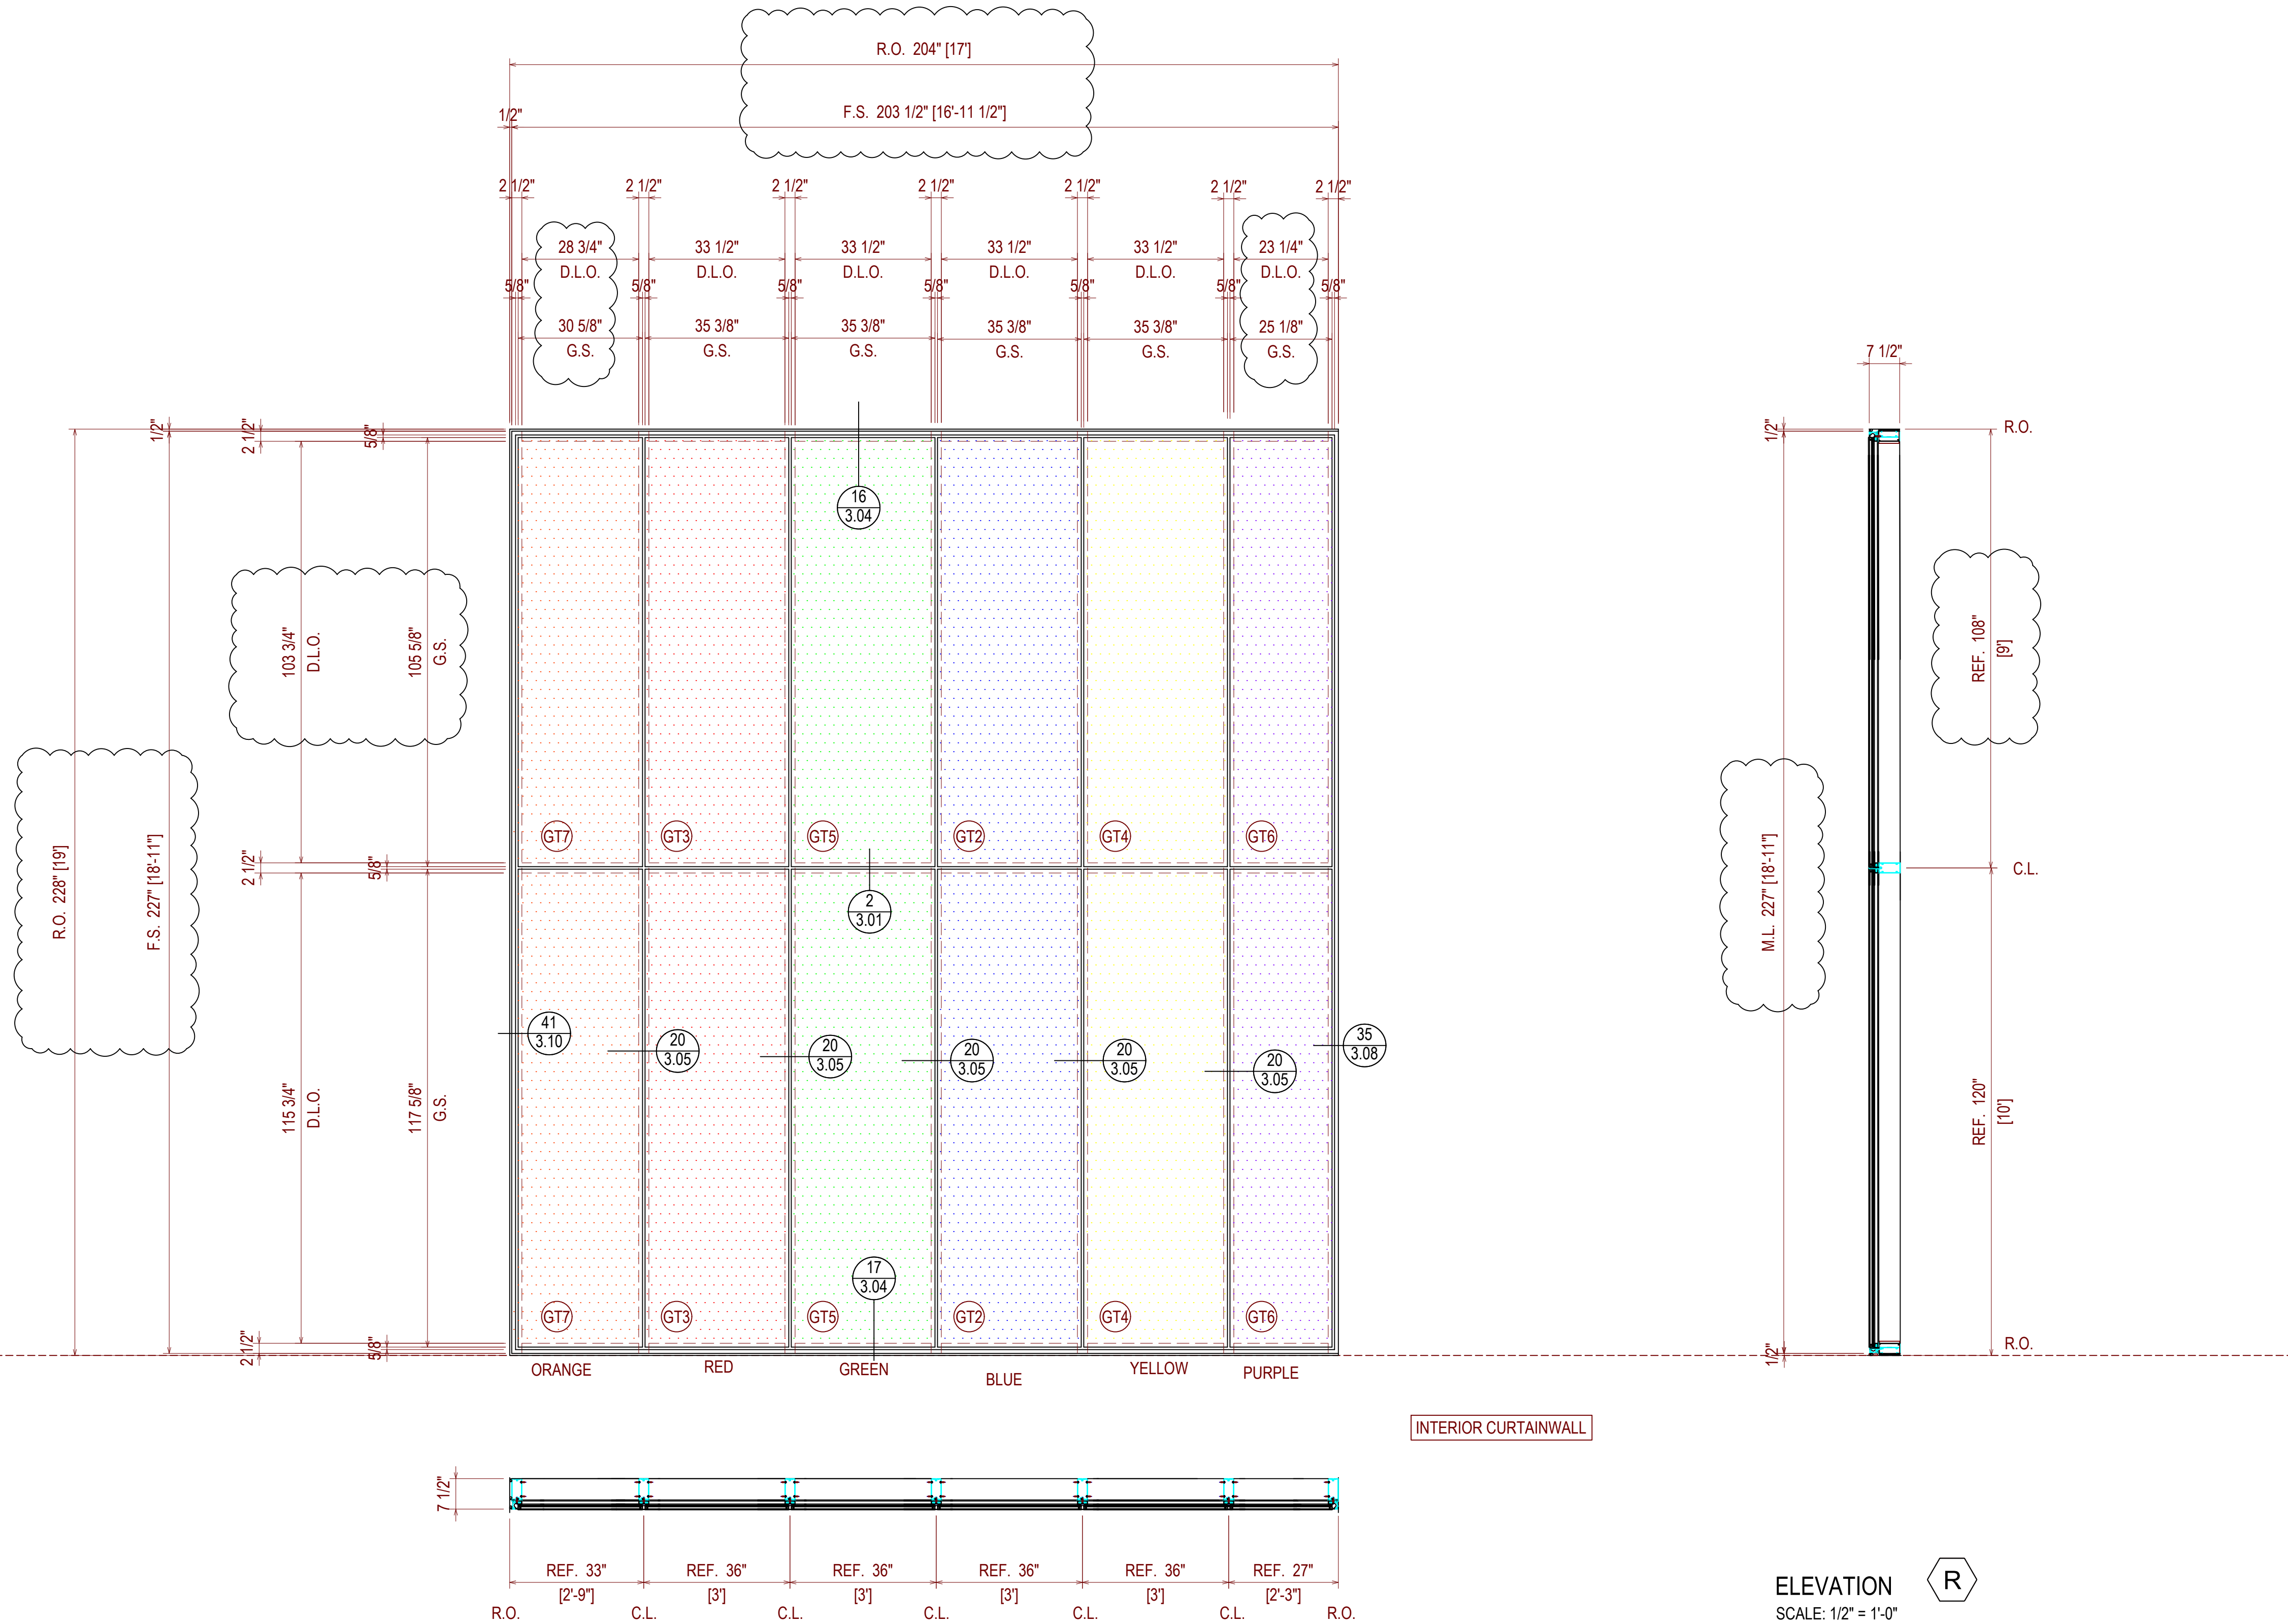 R.O. 204" [17']
F.S. 203 1/2" [16'-11 1/2"]
1/2"
2 1/2" 2 1/2" 2 1/2" 2 1/2" 2 1/2" 2 1/2" 2 1/2"
28 3/4" 33 1/2" 33 1/2" 33 1/2" 33 1/2" 23 1/4"
D.L.O. D.L.O. D.L.O. D.L.O. D.L.O. D.L.O.
5/8" 5/8" 5/8" 5/8" 5/8" 5/8" 5/8"
30 5/8" 35 3/8" 35 3/8" 35 3/8" 35 3/8" 25 1/8"
G.S. G.S. G.S. G.S. G.S. G.S.
7 1/2"
1/2" 2 1/2" 5/8"
1/2" R.O.
16
3.04
103 3/4"
D.L.O.
105 5/8"
G.S.
REF. 108"
[9']
GT7 GT3 GT5 GT2 GT4 GT6
2 1/2" 5/8"
C.L.
R.O. 228" [19']
F.S. 227" [18'-11"]
M.L. 227" [18'-11"]
2
3.01
41
3.10
20
3.05
20
3.05
20
3.05
20
3.05
20
3.05
35
3.08
115 3/4"
D.L.O.
117 5/8"
G.S.
REF. 120"
[10']
17
3.04
GT7 GT3 GT5 GT2 GT4 GT6
2 1/2" 5/8"
1/2" R.O.
ORANGE RED GREEN BLUE YELLOW PURPLE
INTERIOR CURTAINWALL
7 1/2"
REF. 33" REF. 36" REF. 36" REF. 36" REF. 36" REF. 27"
[2'-9"] [3'] [3'] [3'] [3'] [2'-3"]
R.O. C.L. C.L. C.L. C.L. C.L. R.O.
ELEVATION R
SCALE: 1/2" = 1'-0"